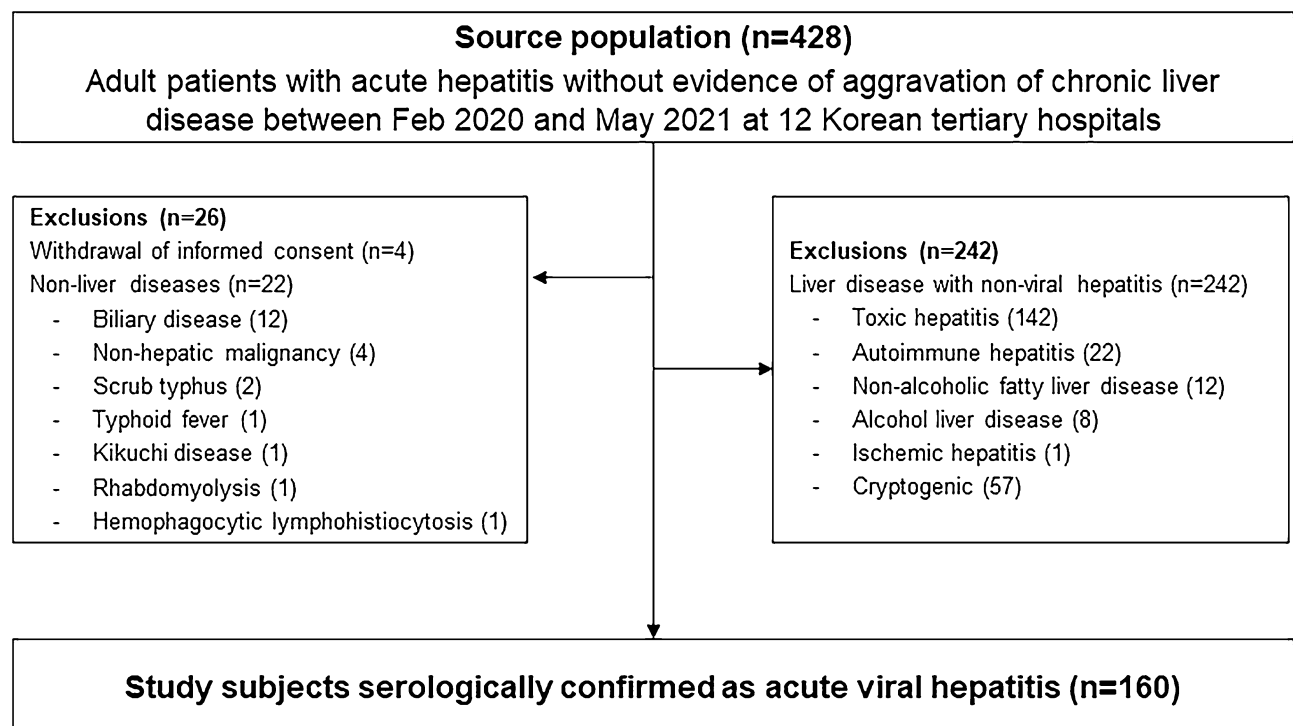 Source population (n=428)
Adult patients with acute hepatitis without evidence of aggravation of chronic liver
disease between Feb 2020 and May 2021 at 12 Korean tertiary hospitals
Exclusions (n=26)
Withdrawal of informed consent (n=4)
Non-liver diseases (n=22)
- Biliary disease (12)
- Non-hepatic malignancy (4)
- Scrub typhus (2)
- Typhoid fever (1)
- Kikuchi disease (1)
- Rhabdomyolysis (1)
- Hemophagocytic lymphohistiocytosis (1)
Exclusions (n=242)
Liver disease with non-viral hepatitis (n=242)
- Toxic hepatitis (142)
- Autoimmune hepatitis (22)
- Non-alcoholic fatty liver disease (12)
- Alcohol liver disease (8)
- Ischemic hepatitis (1)
- Cryptogenic (57)
Study subjects serologically confirmed as acute viral hepatitis (n=160)